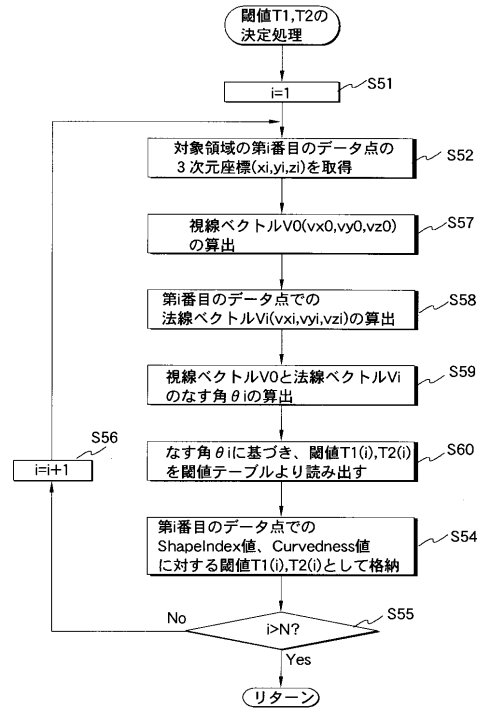 閾値T1,T2の
決定処理
S51
i=1
対象領域の第i番目のデータ点の
3次元座標(xi,yi,zi)を取得
S52
視線ベクトルV0(vx0,vy0,vz0)
の算出
S57
第i番目のデータ点での
法線ベクトルVi(vxi,vyi,vzi)の算出
S58
視線ベクトルV0と法線ベクトルVi
のなす角θiの算出
S59
S56
i=i+1
なす角θiに基づき、閾値T1(i),T2(i)
を閾値テーブルより読み出す
S60
第i番目のデータ点での
ShapeIndex値、Curvedness値
に対する閾値T1(i),T2(i)として格納
S54
No
i>N?
S55
Yes
リターン